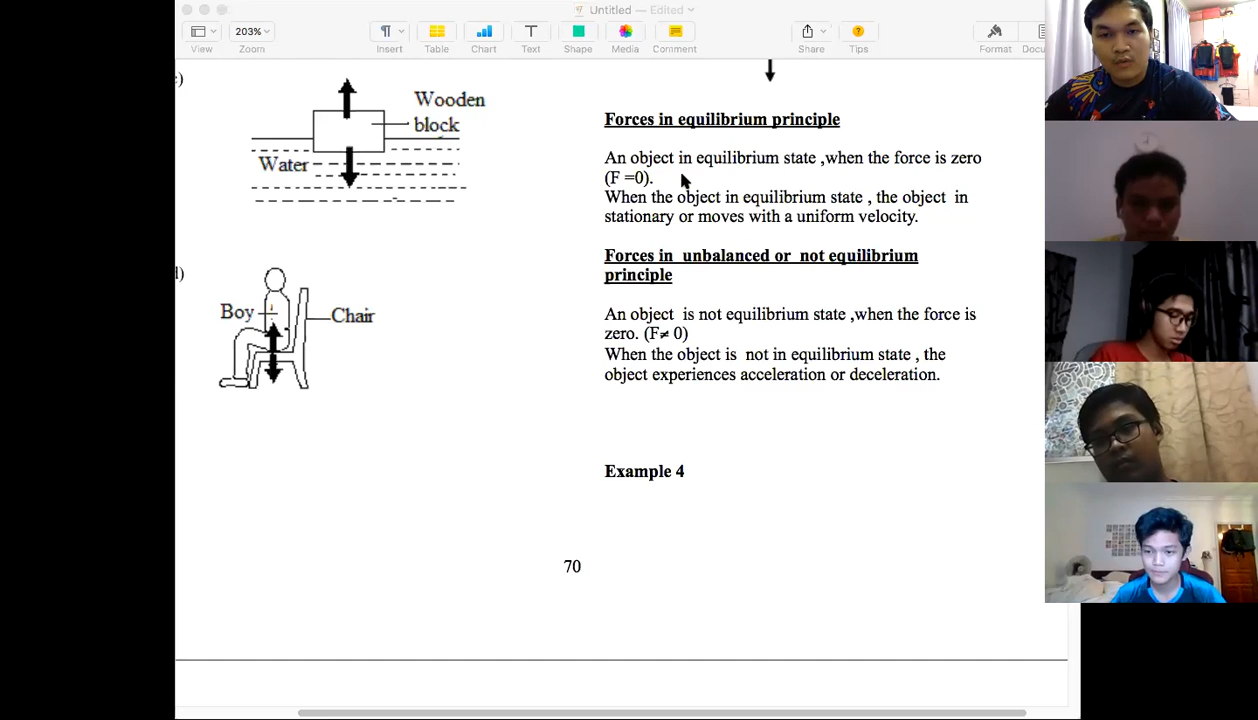 Untitled — Edited
203%
View
Zoom
Insert
Table
Chart
Text
Shape
Media
Comment
Share
Tips
Format
Docu
Wooden
block
Water
d)
Boy
Chair
Forces in equilibrium principle
An object in equilibrium state ,when the force is zero
(F =0).
When the object in equilibrium state , the object in
stationary or moves with a uniform velocity.
Forces in unbalanced or not equilibrium
principle
An object is not equilibrium state ,when the force is
zero. (F≠ 0)
When the object is not in equilibrium state , the
object experiences acceleration or deceleration.
Example 4
70